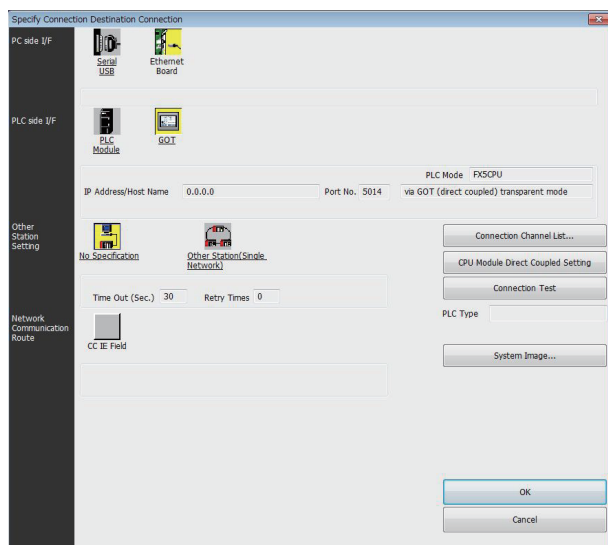 Specify Connection Destination Connection
PC side I/F
Serial
USB
Ethernet
Board
PLC side I/F
PLC
Module
GOT
PLC Mode FX5CPU
IP Address/Host Name 0.0.0.0 Port No. 5014 via GOT (direct coupled) transparent mode
Other
Station
Setting
No Specification
Other Station(Single
Network)
Connection Channel List...
CPU Module Direct Coupled Setting
Time Out (Sec.) 30 Retry Times 0
Connection Test
Network
Communication
Route
CC IE Field
PLC Type
System Image...
OK
Cancel